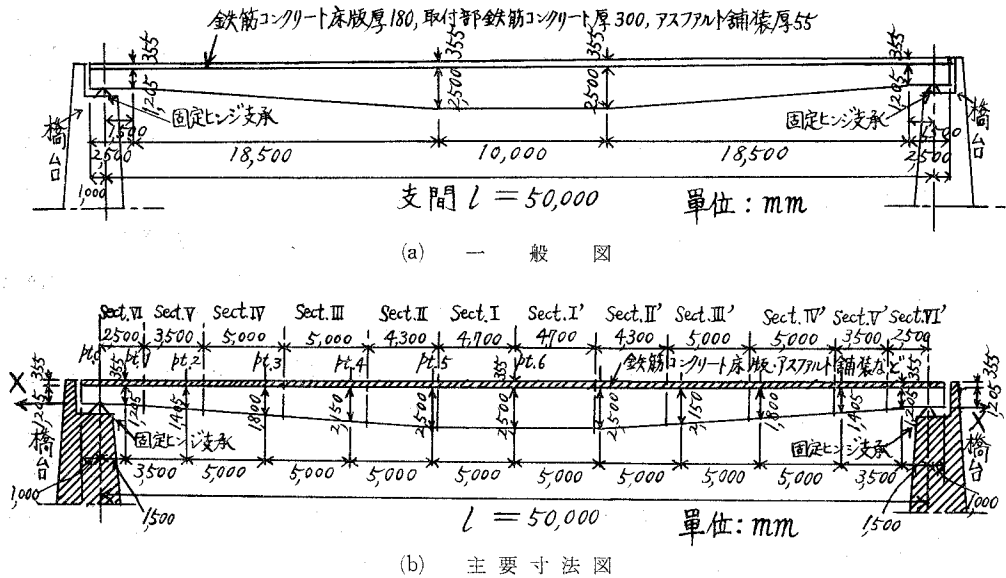 鉄筋コンクリート床版厚180,取付部鉄筋コンクリート厚300,アスファルト舗装厚55
355 355 355 355
1,205 2,500 2,500 1,205
橋台 固定ヒンジ支承 固定ヒンジ支承 橋台
1,500 1,500
2,500 18,500 10,000 18,500 2,500
1,000
支間 l = 50,000 單位:mm
(a) 一般図
Sect.VI Sect.V Sect.IV Sect.III Sect.II Sect.I Sect.I' Sect.II' Sect.III' Sect.IV' Sect.V' Sect.VI'
2500 3,500 5,000 5,000 4,300 4,700 4,700 4,300 5,000 5,000 3,500 2,500
pt.1 pt.2 pt.3 pt.4 pt.5 pt.6
鉄筋コンクリート床版・アスファルト舗装など
X 355 355 355 355 355
1,205 1,205 1,405 1,800 2,150 2,500 2,500 2,500 2,150 1,800 1,405 1,205 1,205 X
橋台 固定ヒンジ支承 固定ヒンジ支承 橋台
3,500 5,000 5,000 5,000 5,000 5,000 5,000 5,000 3,500
1,000 1,500 1,500 1,000
l = 50,000 單位:mm
(b) 主要寸法図